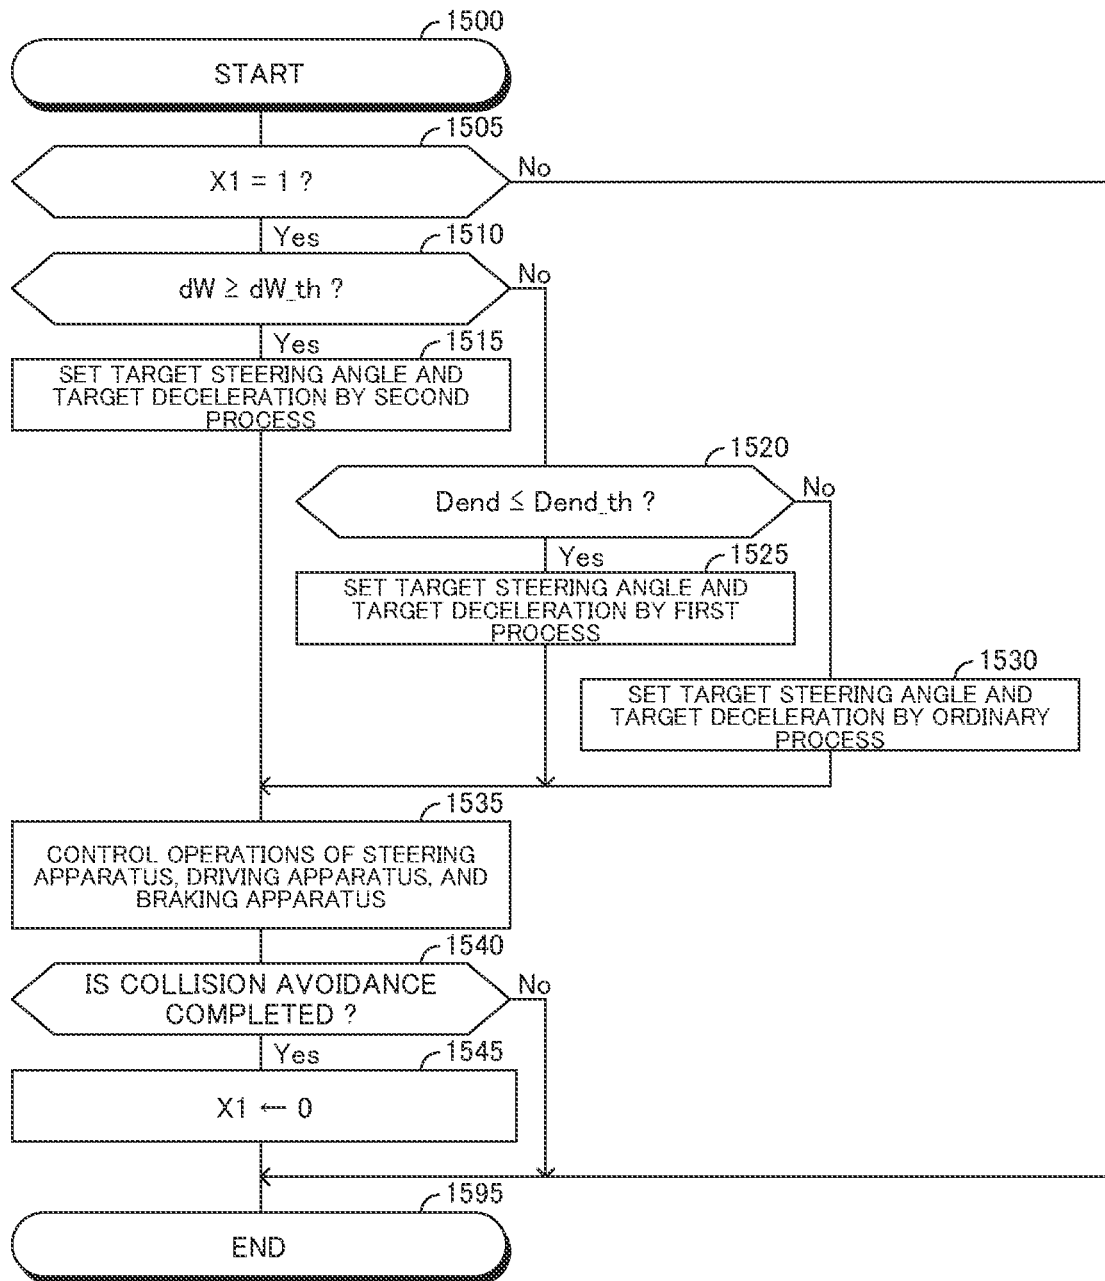 1500
START
1505
X1 = 1 ?
No
Yes
1510
dW ≥ dW_th ?
No
Yes
1515
SET TARGET STEERING ANGLE AND
TARGET DECELERATION BY SECOND
PROCESS
1520
Dend ≤ Dend_th ?
No
Yes
1525
SET TARGET STEERING ANGLE AND
TARGET DECELERATION BY FIRST
PROCESS
1530
SET TARGET STEERING ANGLE AND
TARGET DECELERATION BY ORDINARY
PROCESS
1535
CONTROL OPERATIONS OF STEERING
APPARATUS, DRIVING APPARATUS, AND
BRAKING APPARATUS
1540
IS COLLISION AVOIDANCE
COMPLETED ?
No
Yes
1545
X1 ← 0
1595
END